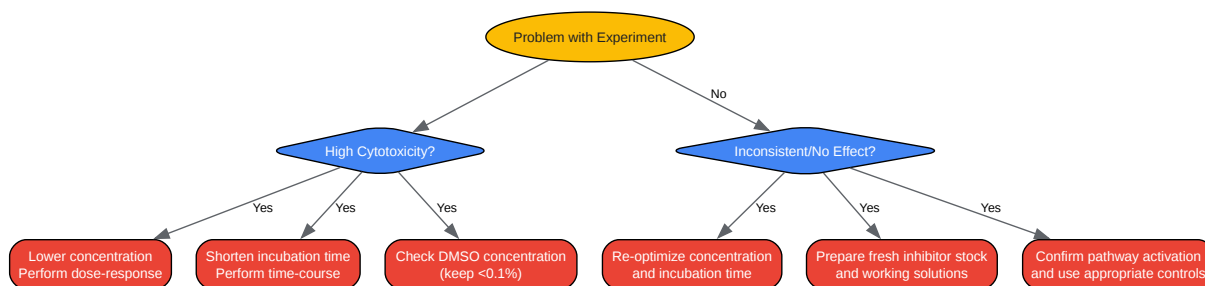 Problem with Experiment
No
High Cytotoxicity?
Inconsistent/No Effect?
Yes
Yes
Yes
Yes
Yes
Yes
Lower concentration
Perform dose-response
Shorten incubation time
Perform time-course
Check DMSO concentration
(keep <0.1%)
Re-optimize concentration
and incubation time
Prepare fresh inhibitor stock
and working solutions
Confirm pathway activation
and use appropriate controls